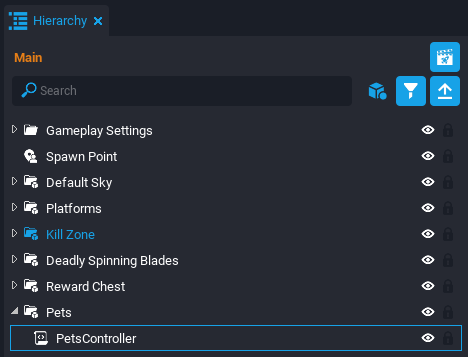 Hierarchy
Main
Search
Gameplay Settings
Spawn Point
Default Sky
Platforms
Kill Zone
Deadly Spinning Blades
Reward Chest
Pets
PetsController